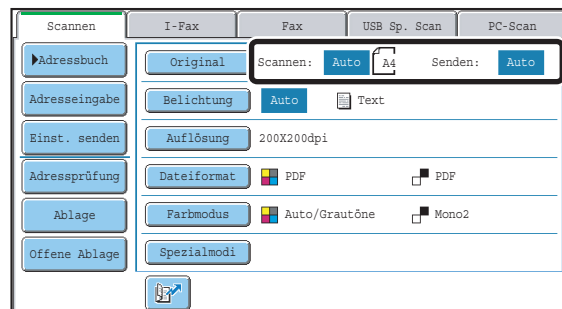 Scannen I-Fax Fax USB Sp. Scan PC-Scan
Adressbuch Original Scannen: Auto A4 Senden: Auto
Adresseingabe Belichtung Auto Text
Einst. senden Auflösung 200X200dpi
Adressprüfung Dateiformat PDF PDF
Ablage Farbmodus Auto/Grautöne Mono2
Offene Ablage Spezialmodi